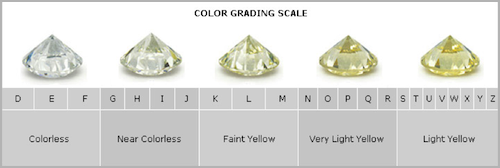 COLOR GRADING SCALE
D E F G H I J K L M N O P Q R S T U V W X Y Z
Colorless Near Colorless Faint Yellow Very Light Yellow Light Yellow